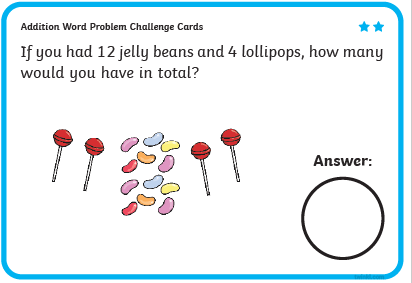 Addition Word Problem Challenge Cards
If you had 12 jelly beans and 4 lollipops, how many
would you have in total?
Answer: